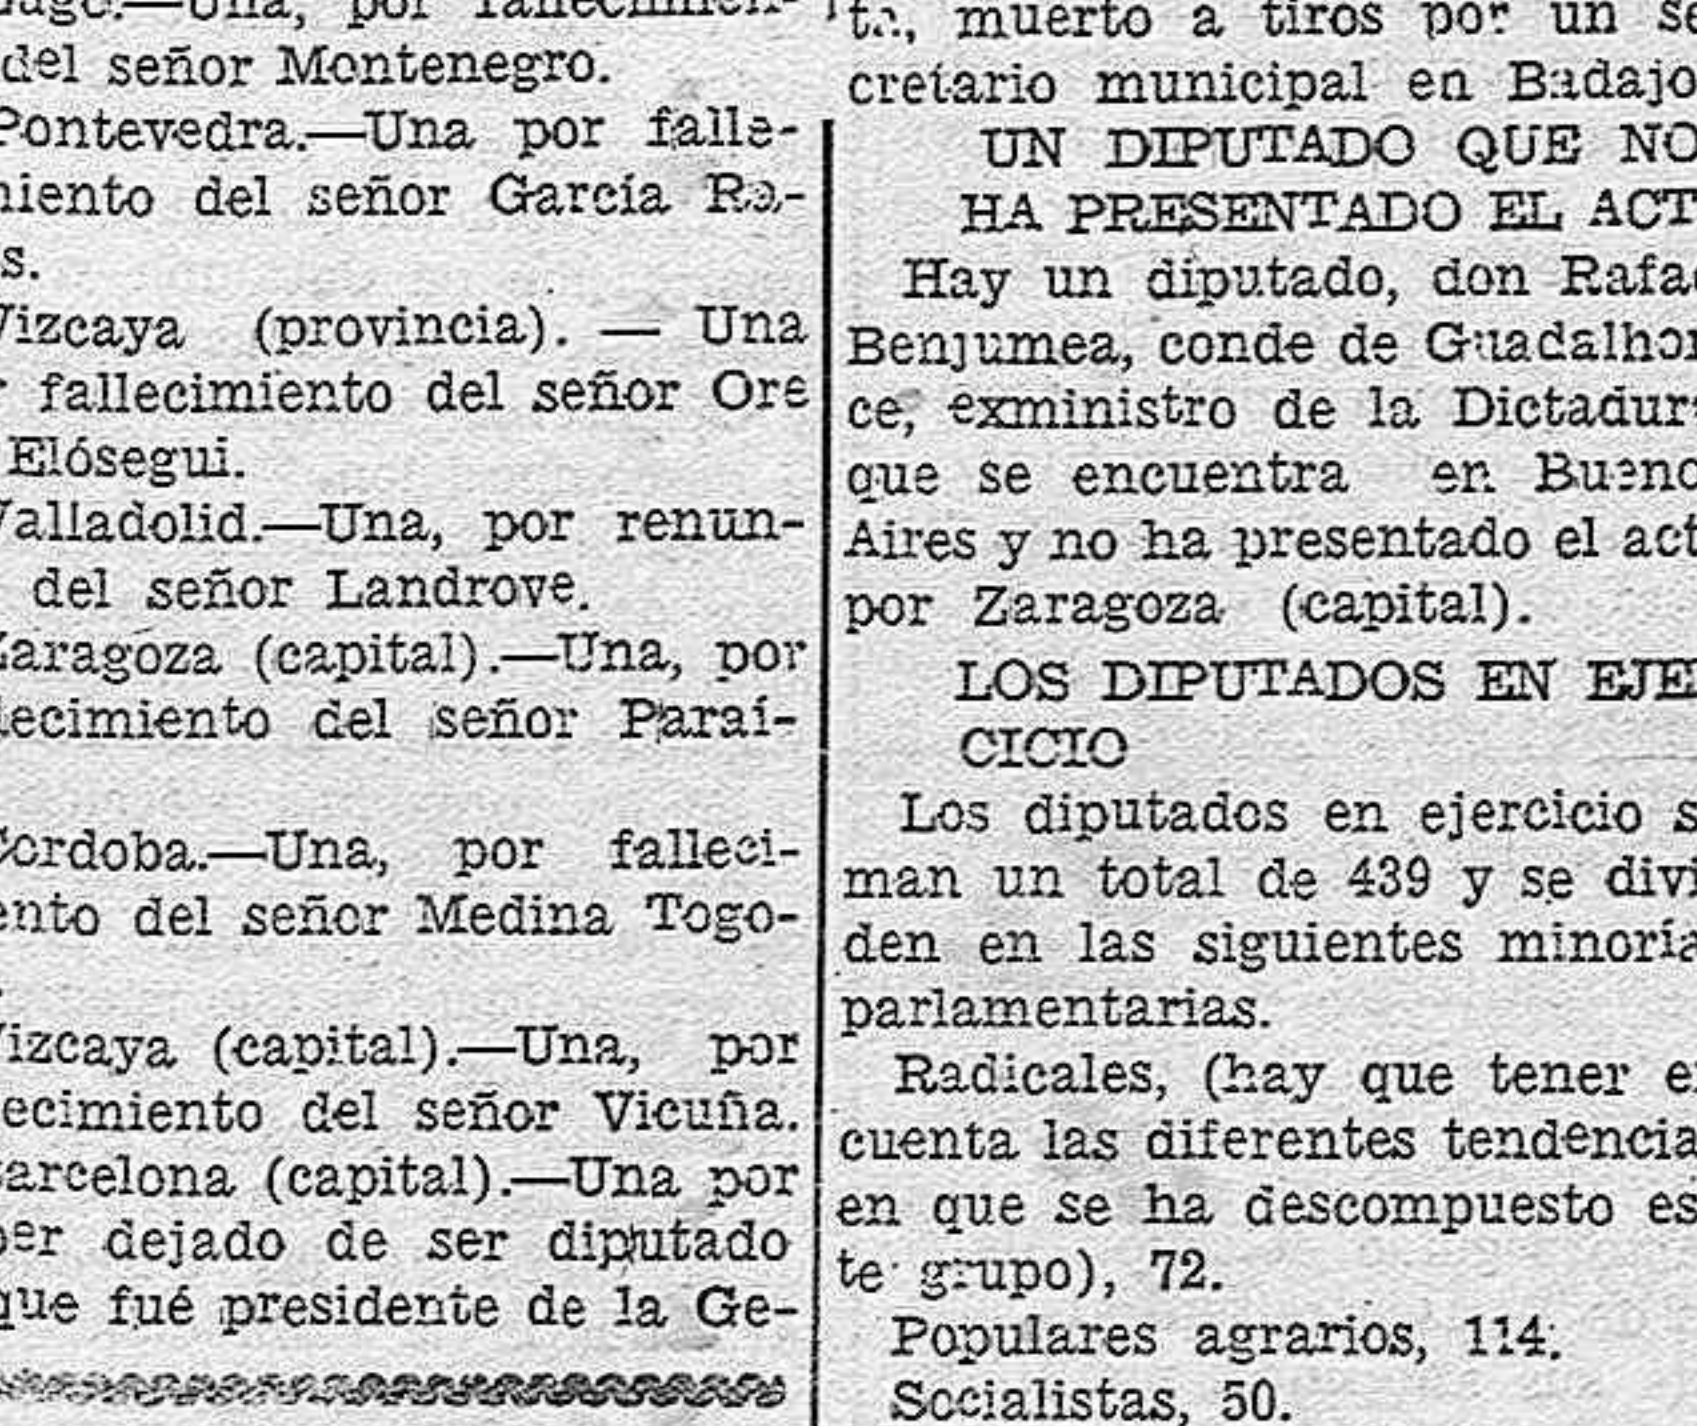 del señor Montenegro.
Pontevedra.—Una por falle-
miento del señor García Ra-
s.
Vizcaya (provincia). — Una
fallecimiento del señor Ore
Elósegui.
Valladolid.—Una, por renun-
del señor Landrove.
Zaragoza (capital).—Una, por
lecimiento del señor Paraí-
Cordoba.—Una, por falleci-
ento del señor Medina Togo-
Vizcaya (capital).—Una, por
ecimiento del señor Vicuña.
arcelona (capital).—Una por
ber dejado de ser diputado
que fué presidente de la Ge-
muerto a tiros por un se
cretario municipal en Badajo
UN DIPUTADO QUE NO
HA PRESENTADO EL ACT
Hay un diputado, don Rafae
Benjumea, conde de Guadalhor
ce, exministro de la Dictadura
que se encuentra en Bueno
Aires y no ha presentado el act
por Zaragoza (capital).
LOS DIPUTADOS EN EJE
CICIO
Los diputados en ejercicio s
man un total de 439 y se divi
den en las siguientes minoría
parlamentarias.
Radicales, (hay que tener en
cuenta las diferentes tendencia
en que se ha descompuesto es
te grupo), 72.
Populares agrarios, 114.
Socialistas, 50.